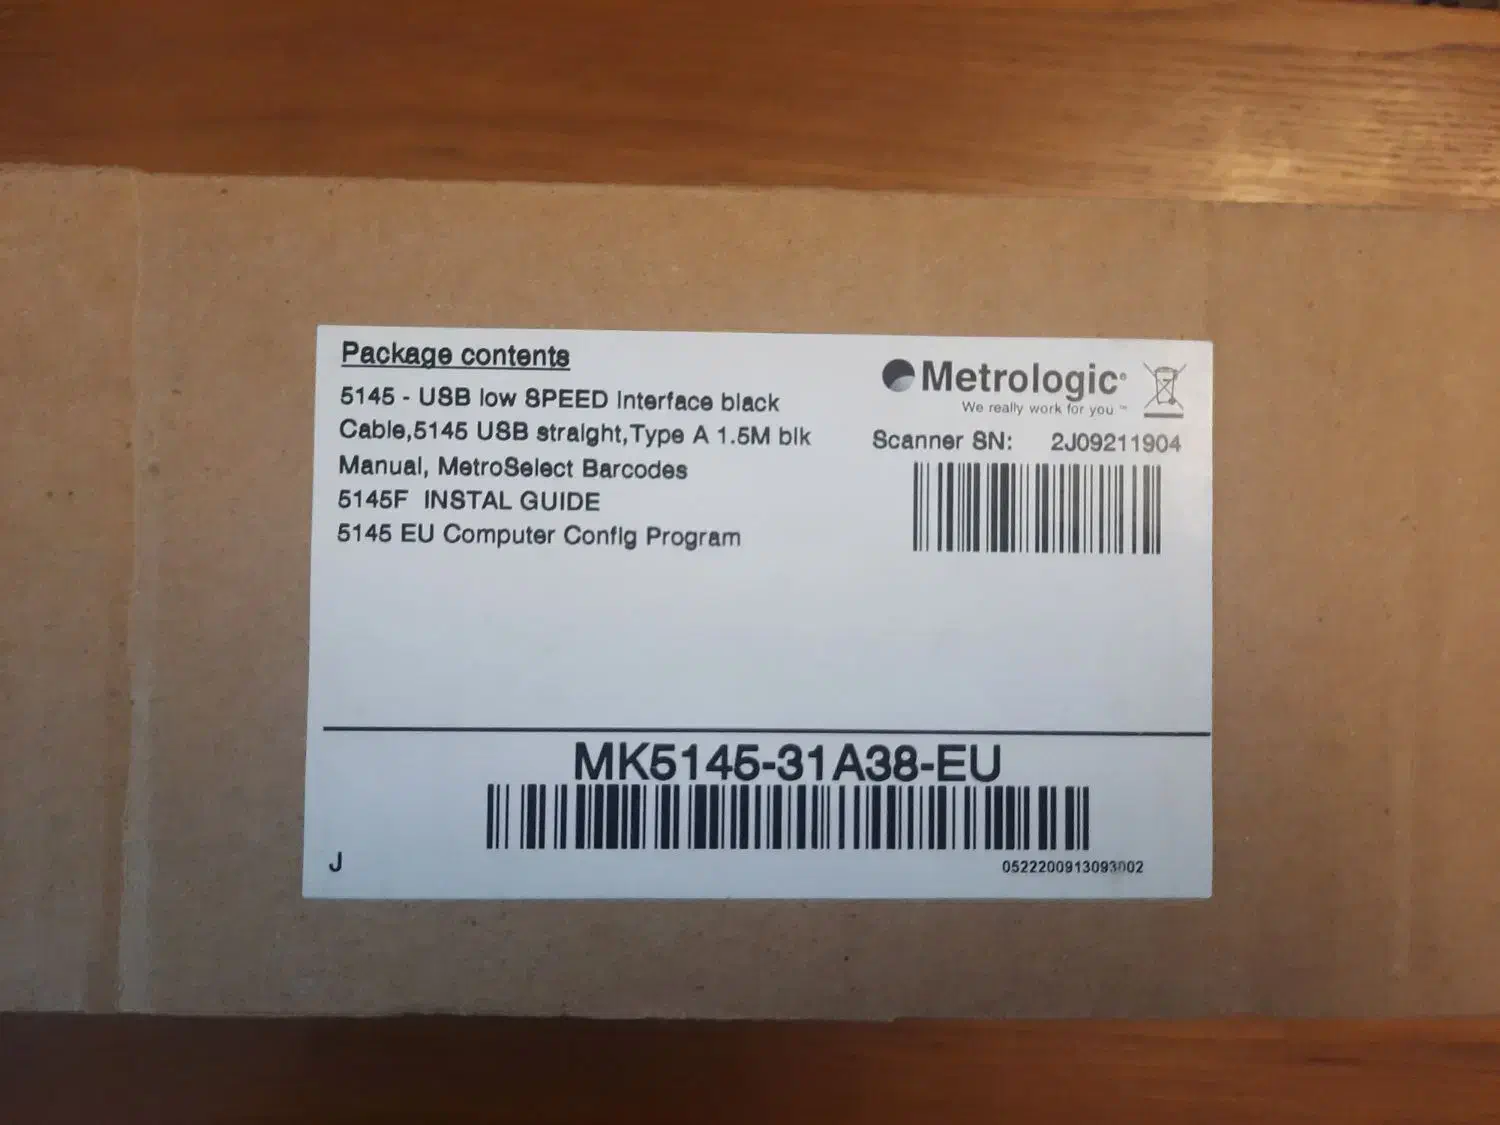 Package contents
5145 - USB low SPEED Interface black
Cable,5145 USB straight,Type A 1.5M blk
Manual, MetroSelect Barcodes
5145F INSTAL GUIDE
5145 EU Computer Config Program
Metrologic®
We really work for you ™
Scanner SN: 2J09211904
MK5145-31A38-EU
J
0522200913093002